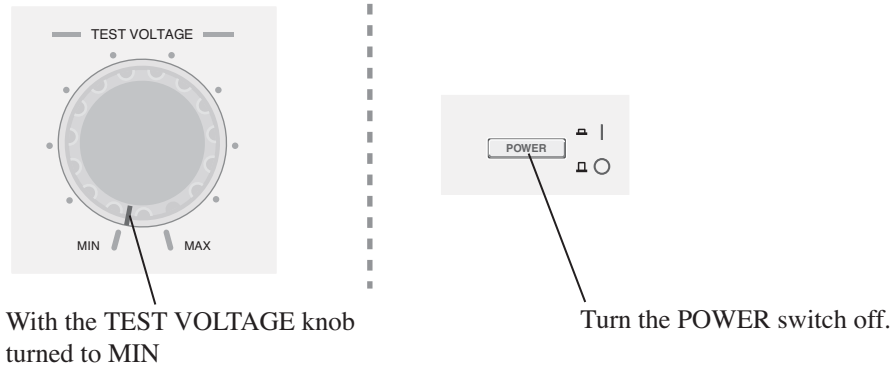 TEST VOLTAGE
MIN
MAX
With the TEST VOLTAGE knob
turned to MIN
POWER
Turn the POWER switch off.